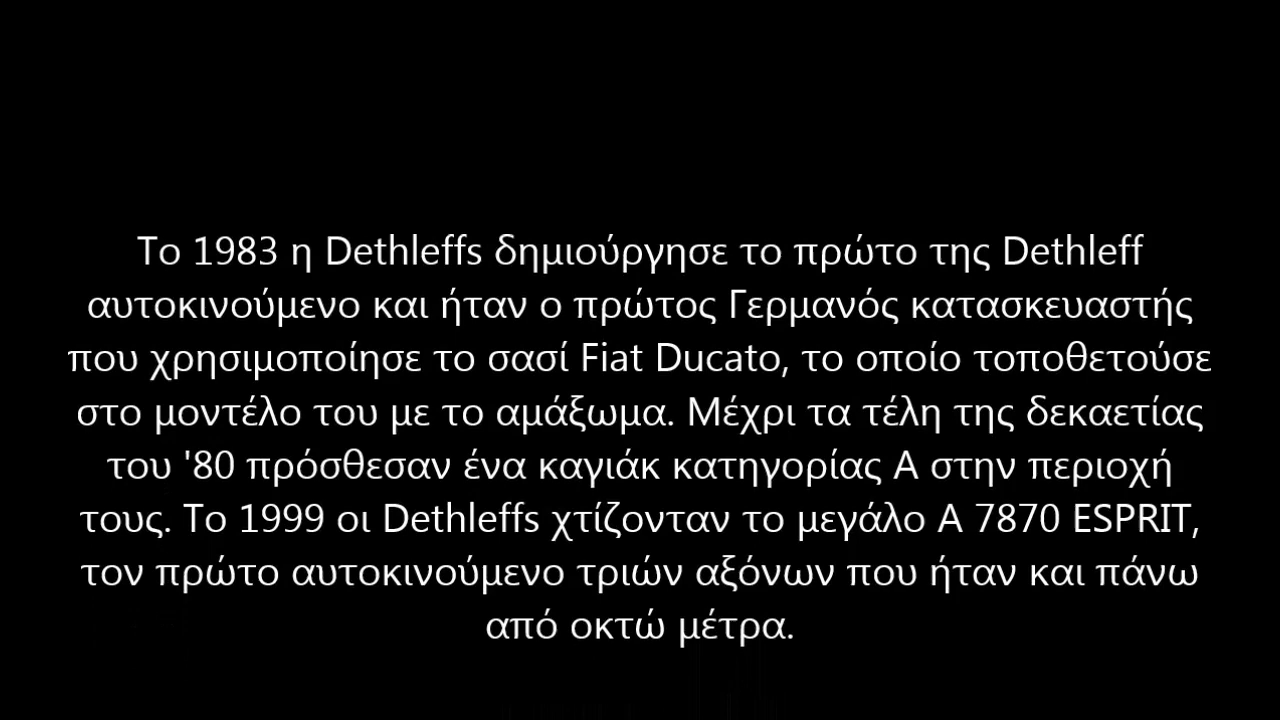 Το 1983 η Dethleffs δημιούργησε το πρώτο της Dethleff
αυτοκινούμενο και ήταν ο πρώτος Γερμανός κατασκευαστής
που χρησιμοποίησε το σασί Fiat Ducato, το οποίο τοποθετούσε
στο μοντέλο του με το αμάξωμα. Μέχρι τα τέλη της δεκαετίας
του '80 πρόσθεσαν ένα καγιάκ κατηγορίας Α στην περιοχή
τους. Το 1999 οι Dethleffs χτίζονταν το μεγάλο A 7870 ESPRIT,
τον πρώτο αυτοκινούμενο τριών αξόνων που ήταν και πάνω
από οκτώ μέτρα.